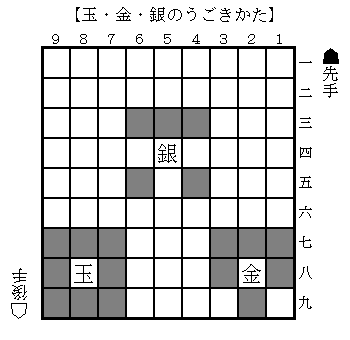 【玉・金・銀のうごきかた】
9 8 7 6 5 4 3 2 1
一
二
三
四
五
六
七
八
九
銀
玉
金
☗先手
☖後手